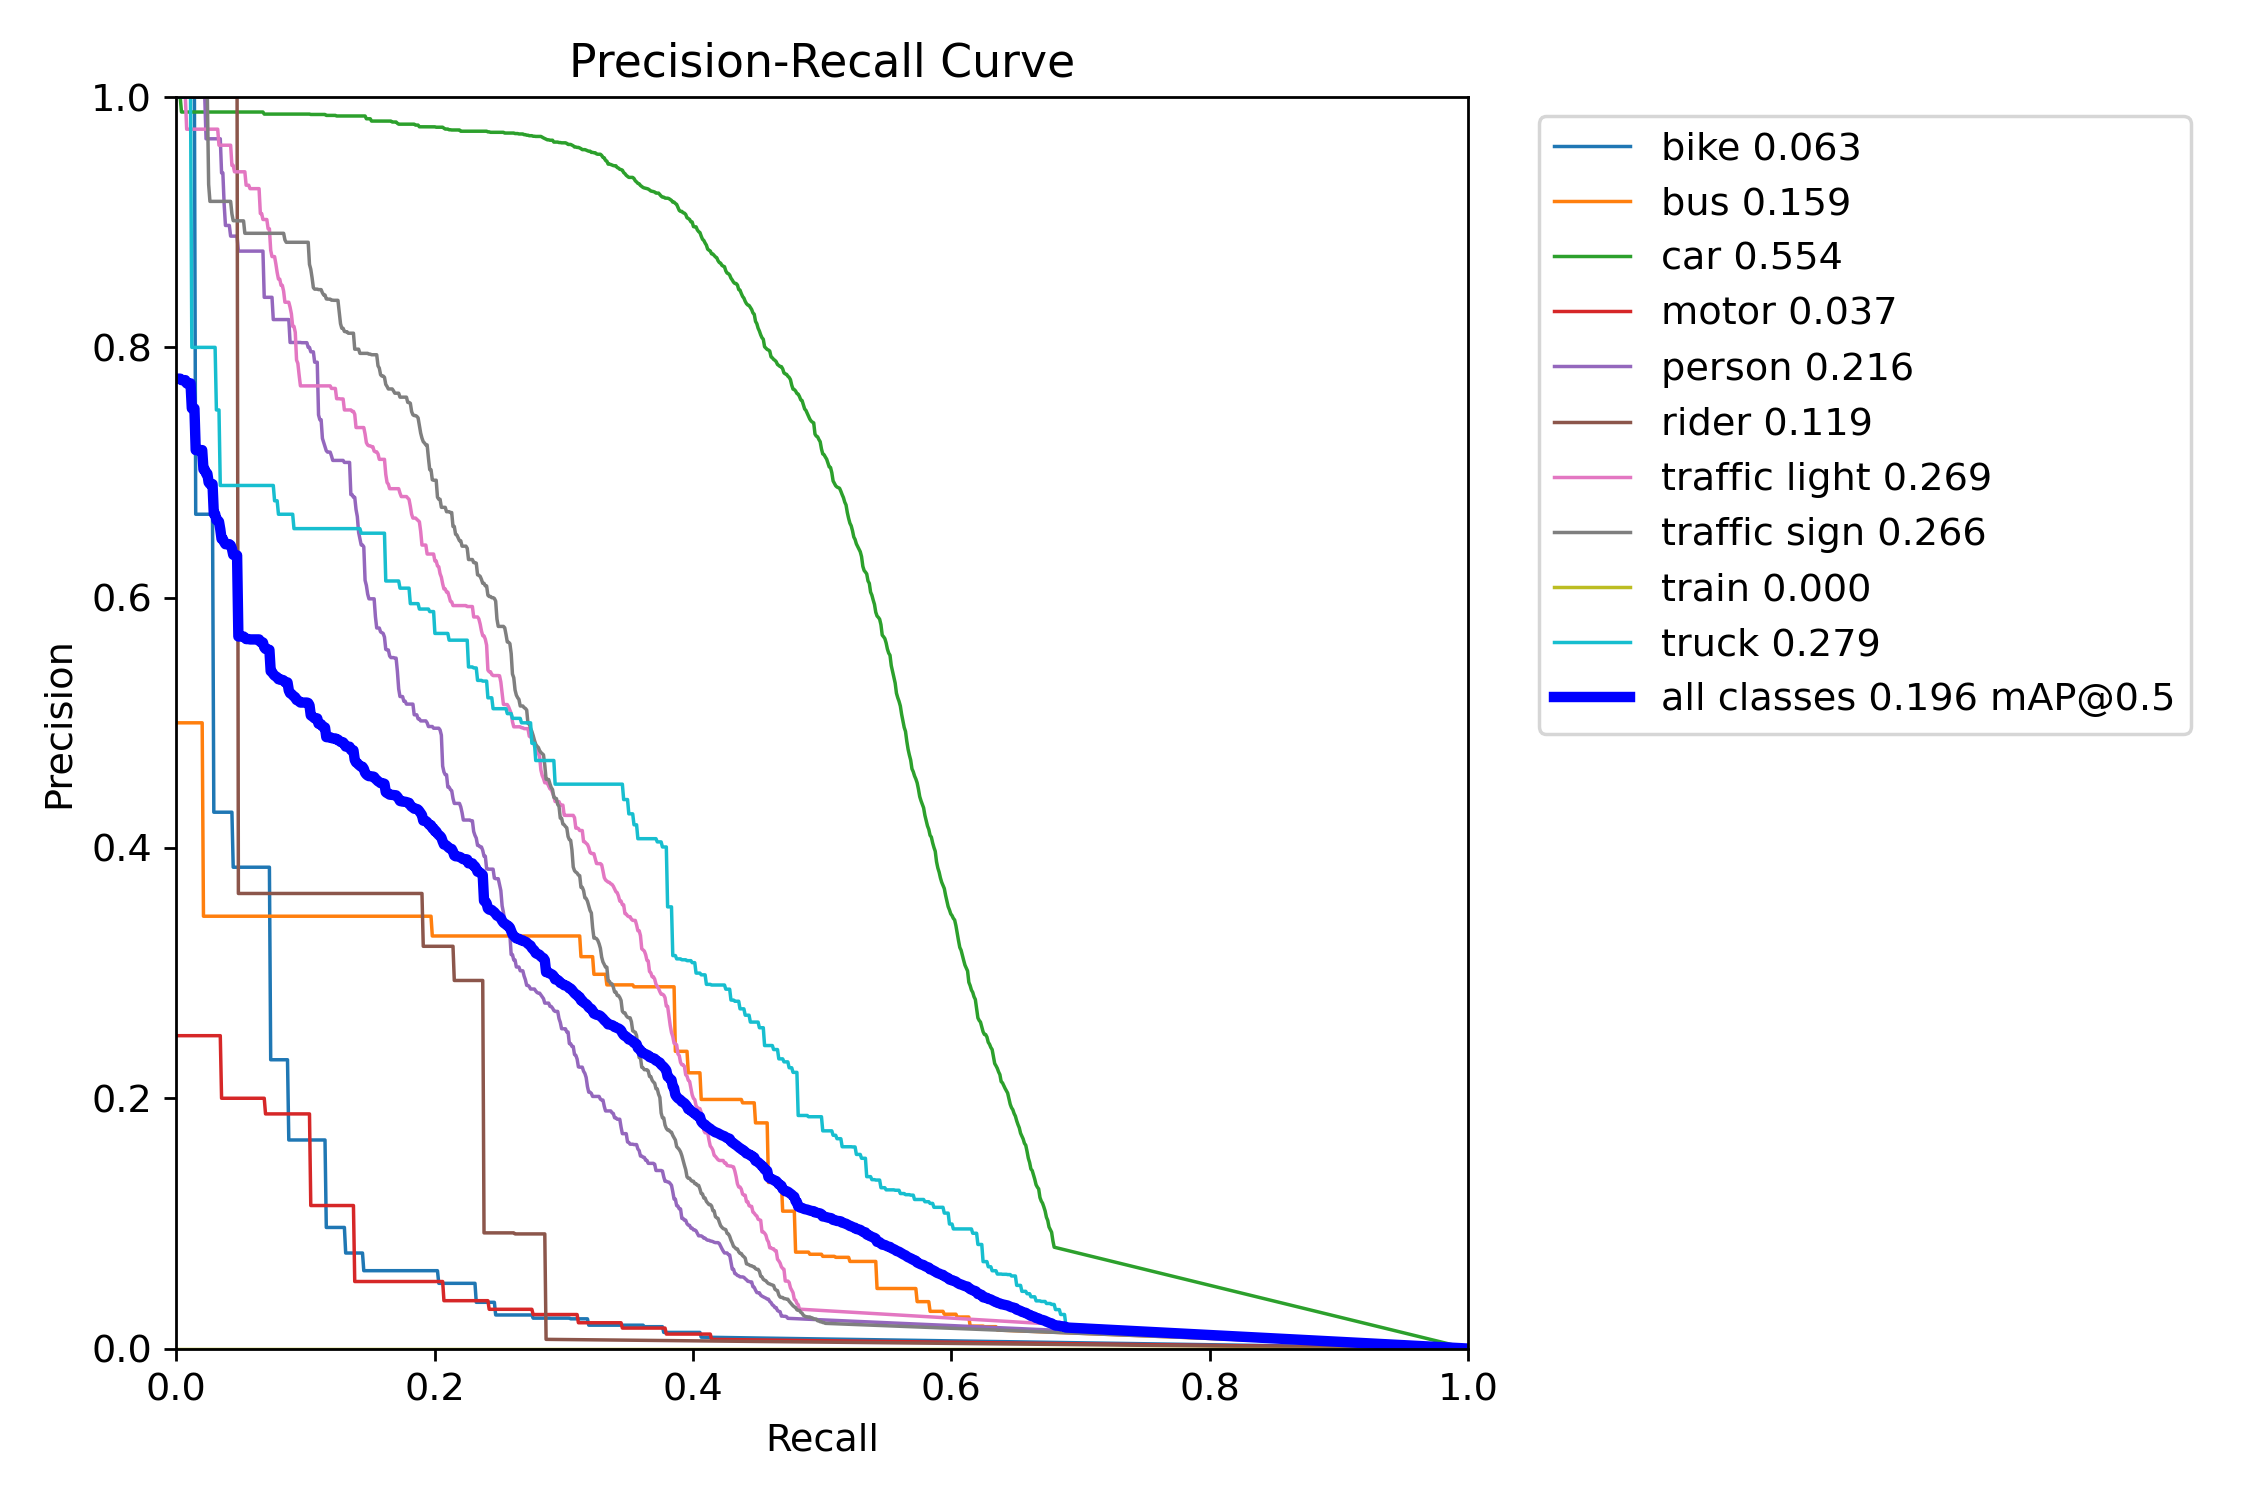 Precision-Recall Curve
1.0
0.8
0.6
0.4
0.2
0.0
Precision
0.0 0.2 0.4 0.6 0.8 1.0
Recall
bike 0.063
bus 0.159
car 0.554
motor 0.037
person 0.216
rider 0.119
traffic light 0.269
traffic sign 0.266
train 0.000
truck 0.279
all classes 0.196 mAP@0.5